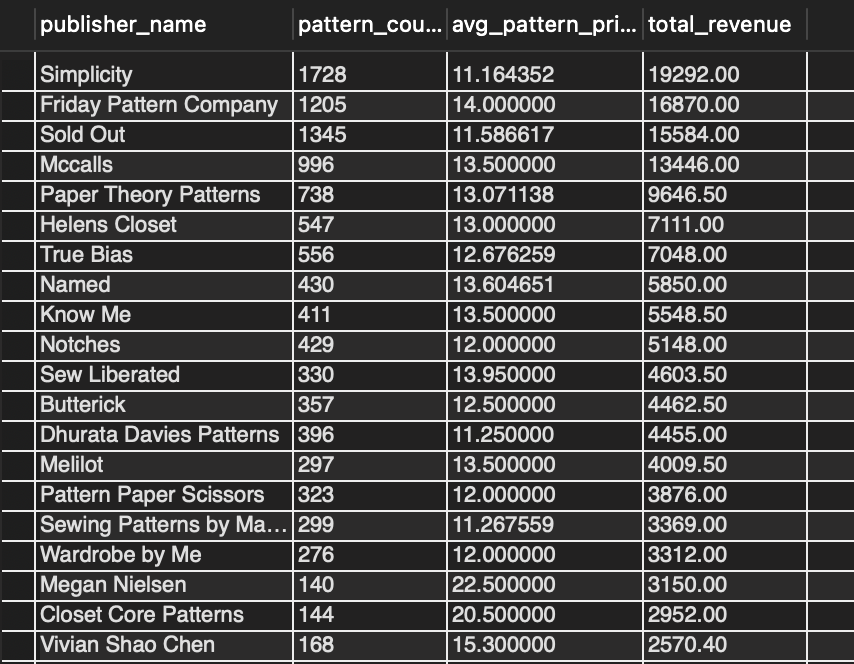 publisher_name pattern_cou... avg_pattern_pri... total_revenue
Simplicity 1728 11.164352 19292.00
Friday Pattern Company 1205 14.000000 16870.00
Sold Out 1345 11.586617 15584.00
Mccalls 996 13.500000 13446.00
Paper Theory Patterns 738 13.071138 9646.50
Helens Closet 547 13.000000 7111.00
True Bias 556 12.676259 7048.00
Named 430 13.604651 5850.00
Know Me 411 13.500000 5548.50
Notches 429 12.000000 5148.00
Sew Liberated 330 13.950000 4603.50
Butterick 357 12.500000 4462.50
Dhurata Davies Patterns 396 11.250000 4455.00
Melilot 297 13.500000 4009.50
Pattern Paper Scissors 323 12.000000 3876.00
Sewing Patterns by Ma... 299 11.267559 3369.00
Wardrobe by Me 276 12.000000 3312.00
Megan Nielsen 140 22.500000 3150.00
Closet Core Patterns 144 20.500000 2952.00
Vivian Shao Chen 168 15.300000 2570.40